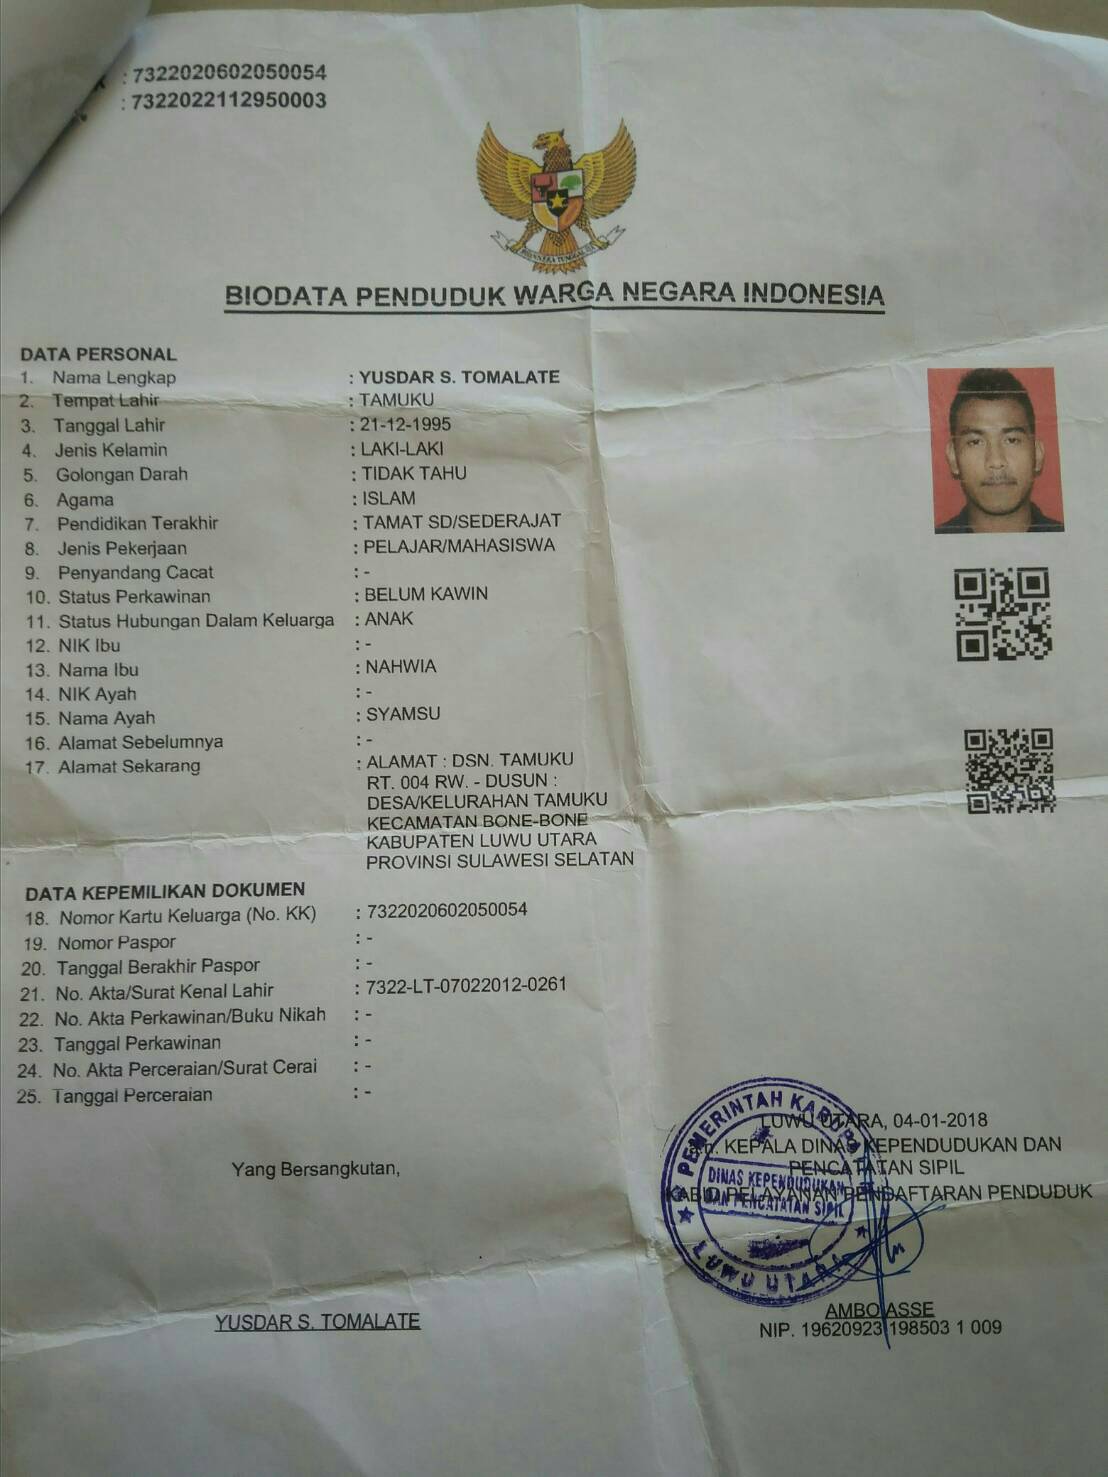 : 7322020602050054
: 7322022112950003
BIODATA PENDUDUK WARGA NEGARA INDONESIA
DATA PERSONAL
1. Nama Lengkap : YUSDAR S. TOMALATE
2. Tempat Lahir : TAMUKU
3. Tanggal Lahir : 21-12-1995
4. Jenis Kelamin : LAKI-LAKI
5. Golongan Darah : TIDAK TAHU
6. Agama : ISLAM
7. Pendidikan Terakhir : TAMAT SD/SEDERAJAT
8. Jenis Pekerjaan : PELAJAR/MAHASISWA
9. Penyandang Cacat : -
10. Status Perkawinan : BELUM KAWIN
11. Status Hubungan Dalam Keluarga : ANAK
12. NIK Ibu : -
13. Nama Ibu : NAHWIA
14. NIK Ayah : -
15. Nama Ayah : SYAMSU
16. Alamat Sebelumnya : -
17. Alamat Sekarang : ALAMAT : DSN. TAMUKU
RT. 004 RW. - DUSUN :
DESA/KELURAHAN TAMUKU
KECAMATAN BONE-BONE
KABUPATEN LUWU UTARA
PROVINSI SULAWESI SELATAN
DATA KEPEMILIKAN DOKUMEN
18. Nomor Kartu Keluarga (No. KK) : 7322020602050054
19. Nomor Paspor : -
20. Tanggal Berakhir Paspor : -
21. No. Akta/Surat Kenal Lahir : 7322-LT-07022012-0261
22. No. Akta Perkawinan/Buku Nikah : -
23. Tanggal Perkawinan : -
24. No. Akta Perceraian/Surat Cerai : -
25. Tanggal Perceraian : -
LUWU UTARA, 04-01-2018
a.n. KEPALA DINAS KEPENDUDUKAN DAN
PENCATATAN SIPIL
KABID PELAYANAN PENDAFTARAN PENDUDUK
Yang Bersangkutan,
PEMERINTAH KABUPATEN
DINAS KEPENDUDUKAN
DAN PENCATATAN SIPIL
LUWU UTARA
YUSDAR S. TOMALATE
AMBO ASSE
NIP. 19620923 198503 1 009